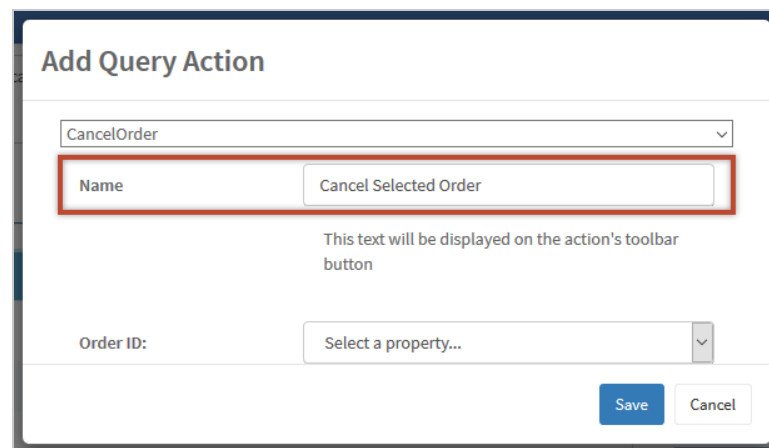 Add Query Action
CancelOrder
Name
Cancel Selected Order
This text will be displayed on the action's toolbar
button
Order ID:
Select a property...
Save
Cancel